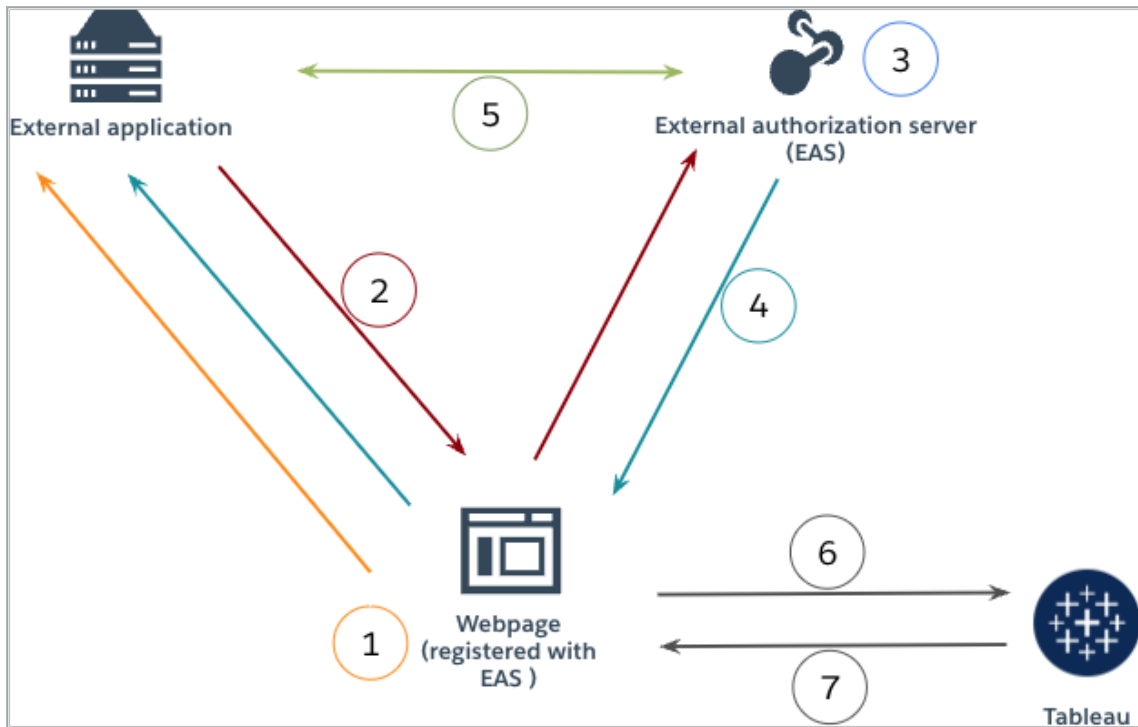 3
5
External application
External authorization server
(EAS)
2
4
6
Webpage
(registered with
EAS )
1
7
Tableau